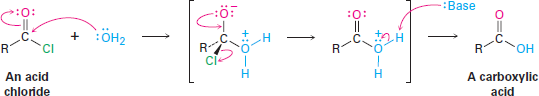 :O: :O:⁻ :O: :Base O
R C Cl + :OH₂ R C Cl + O H H R C + O H H R C OH
An acid chloride
A carboxylic acid